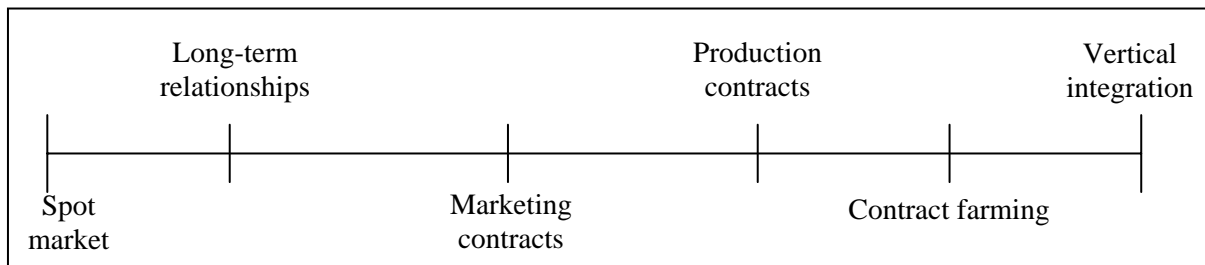 Long-term
relationships
Production
contracts
Vertical
integration
Spot
market
Marketing
contracts
Contract farming